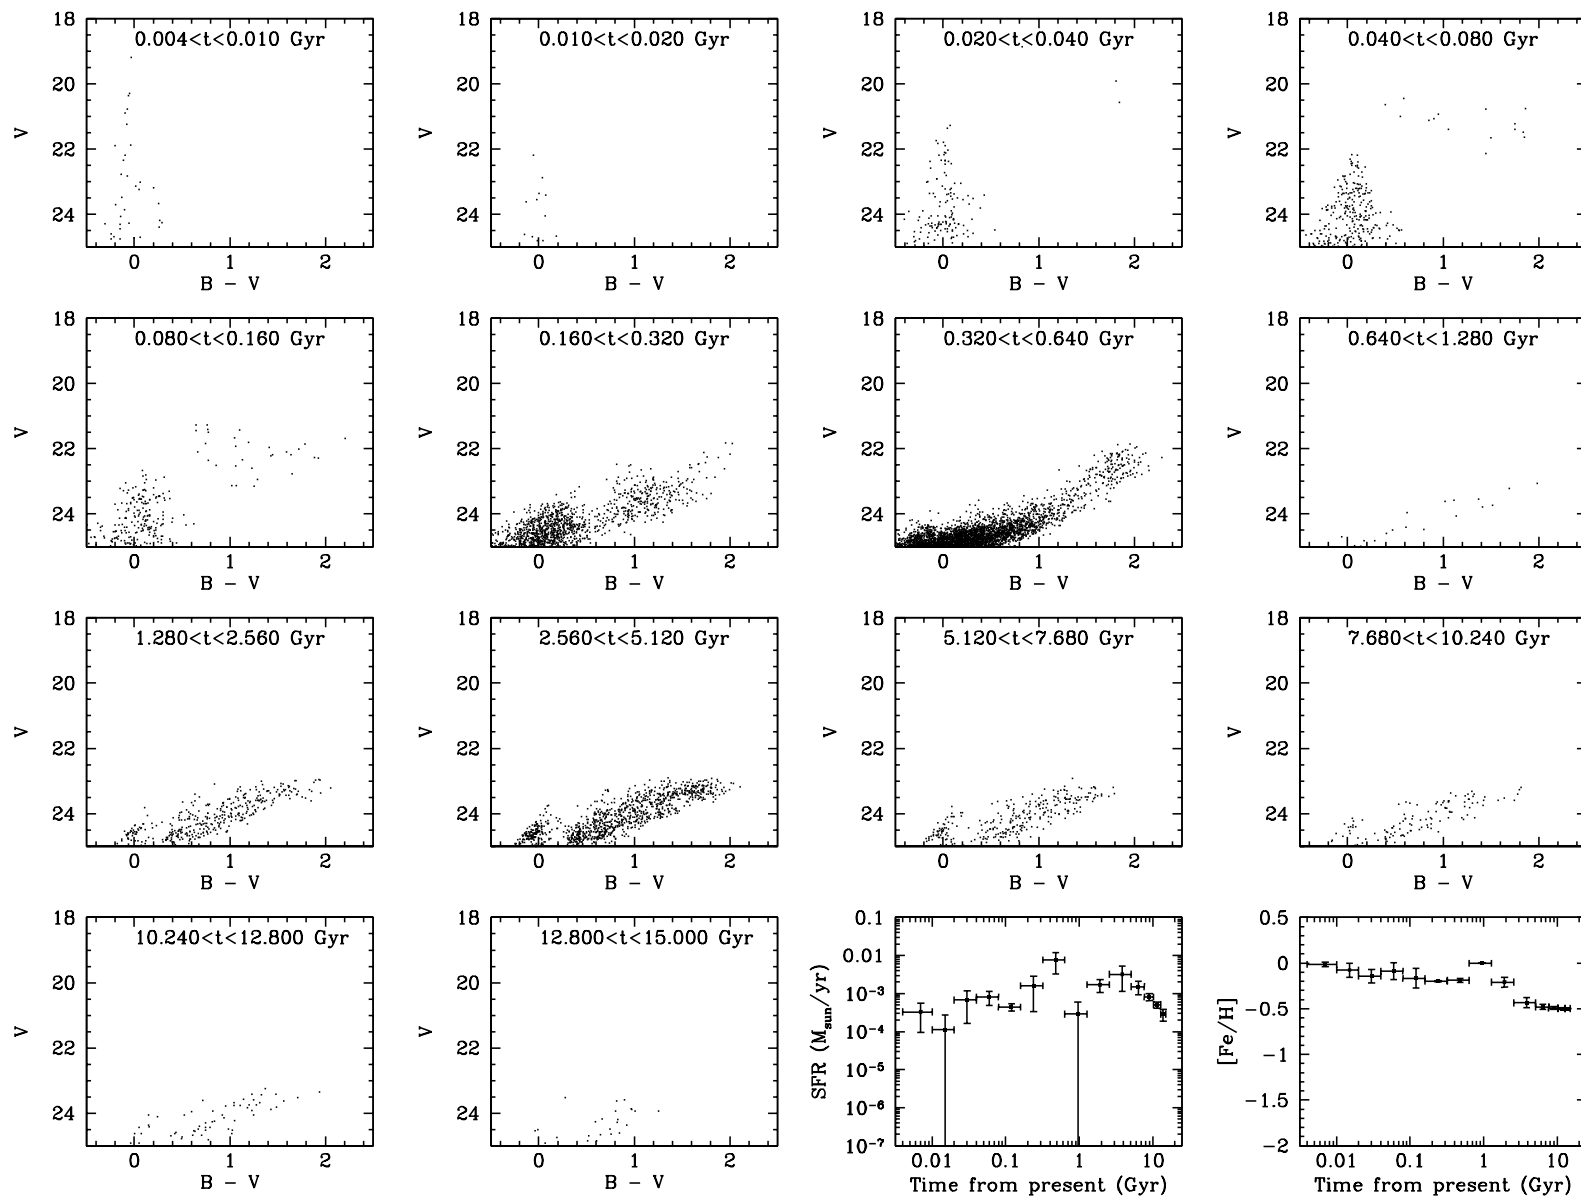 0.004<t<0.010 Gyr
18
20
22
24
V
0 1 2
B - V
0.010<t<0.020 Gyr
18
20
22
24
V
0 1 2
B - V
0.020<t<0.040 Gyr
18
20
22
24
V
0 1 2
B - V
0.040<t<0.080 Gyr
18
20
22
24
V
0 1 2
B - V
0.080<t<0.160 Gyr
18
20
22
24
V
0 1 2
B - V
0.160<t<0.320 Gyr
18
20
22
24
V
0 1 2
B - V
0.320<t<0.640 Gyr
18
20
22
24
V
0 1 2
B - V
0.640<t<1.280 Gyr
18
20
22
24
V
0 1 2
B - V
1.280<t<2.560 Gyr
18
20
22
24
V
0 1 2
B - V
2.560<t<5.120 Gyr
18
20
22
24
V
0 1 2
B - V
5.120<t<7.680 Gyr
18
20
22
24
V
0 1 2
B - V
7.680<t<10.240 Gyr
18
20
22
24
V
0 1 2
B - V
10.240<t<12.800 Gyr
18
20
22
24
V
0 1 2
B - V
12.800<t<15.000 Gyr
18
20
22
24
V
0 1 2
B - V
0.1
0.01
10⁻³
10⁻⁴
10⁻⁵
10⁻⁶
10⁻⁷
SFR (M_sun/yr)
0.01 0.1 1 10
Time from present (Gyr)
0.5
0
-0.5
-1
-1.5
-2
[Fe/H]
0.01 0.1 1 10
Time from present (Gyr)